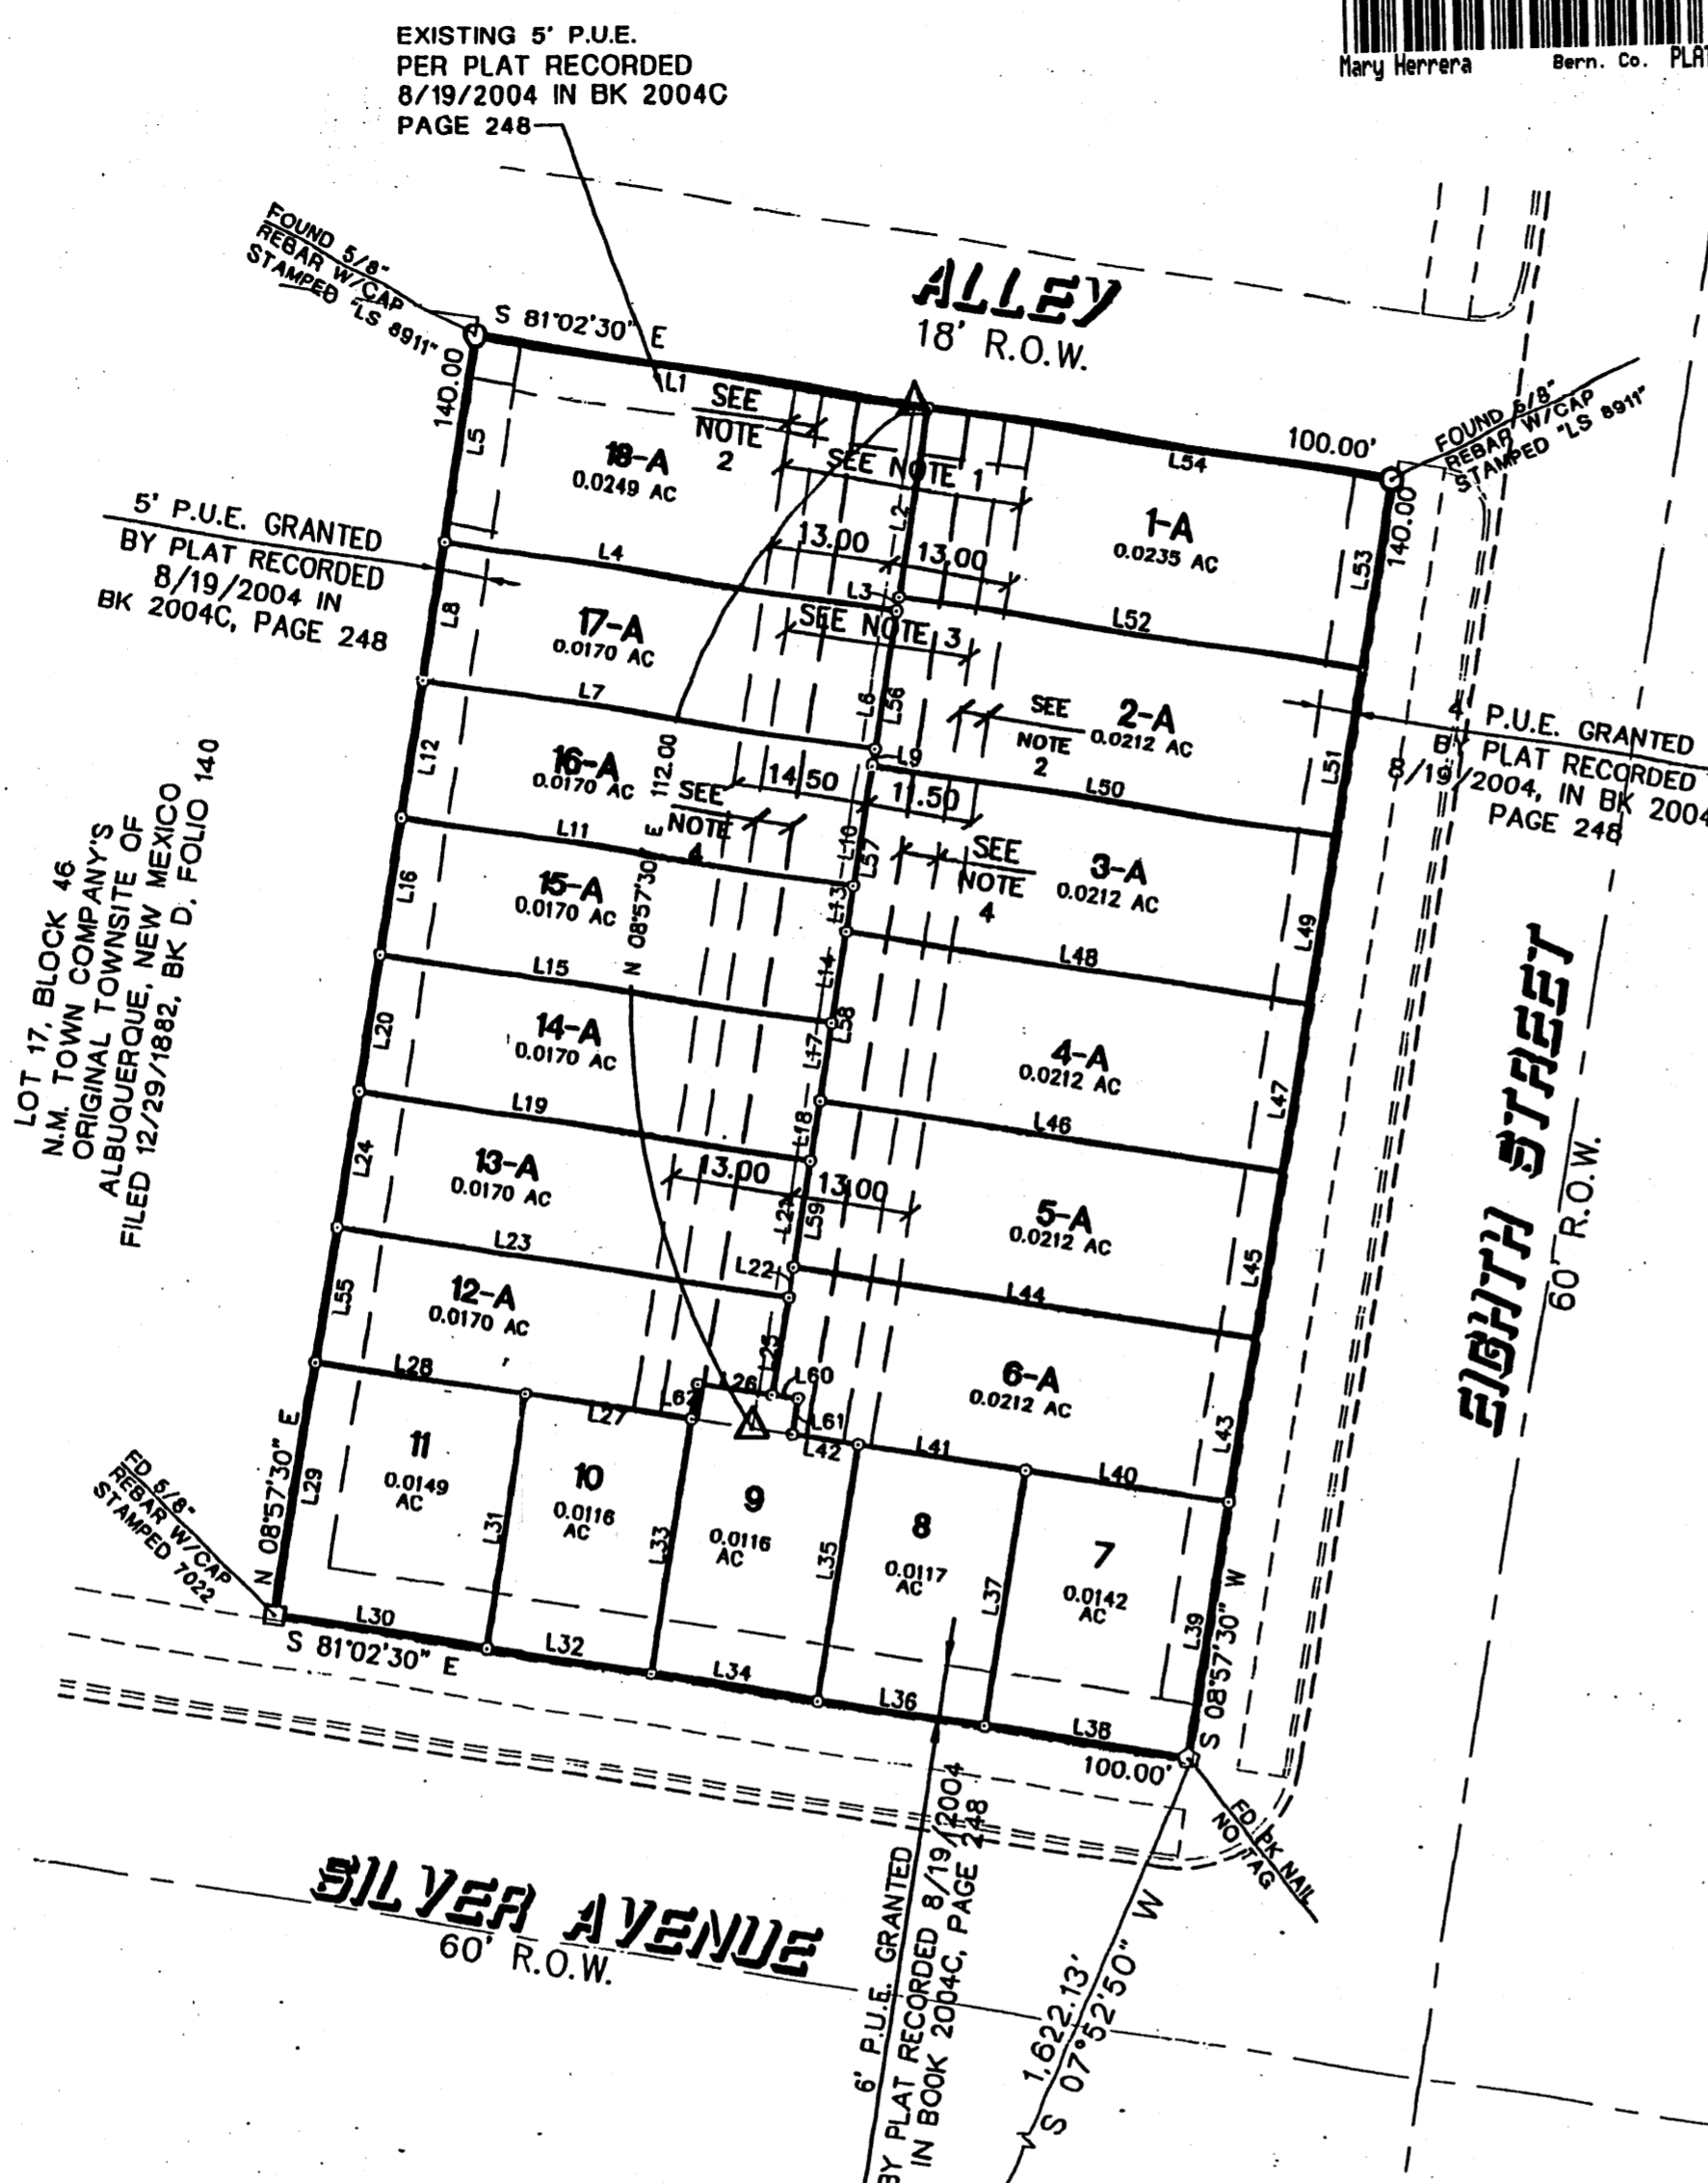 EXISTING 5' P.U.E.
PER PLAT RECORDED
8/19/2004 IN BK 2004C
PAGE 248
Mary Herrera
Bern. Co. PLAT
FOUND 5/8"
REBAR W/CAP
STAMPED "LS 8911"
S 81°02'30" E
ALLEY
18' R.O.W.
FOUND 5/8"
REBAR W/CAP
STAMPED "LS 8911"
100.00'
140.00
140.00
L1
L54
SEE
NOTE
2
SEE NOTE 1
L5
18-A
0.0249 AC
L2
13.00
13.00
1-A
0.0235 AC
L53
5' P.U.E. GRANTED
BY PLAT RECORDED
8/19/2004 IN
BK 2004C, PAGE 248
L4
L3
L52
SEE NOTE 3
L8
17-A
0.0170 AC
L7
L6
L56
SEE
NOTE
2
2-A
0.0212 AC
L51
4' P.U.E. GRANTED
BY PLAT RECORDED
8/19/2004, IN BK 2004
PAGE 248
L9
L12
16-A
0.0170 AC
112.00
14.50
11.50
L50
SEE
NOTE
4
L11
L10
L57
SEE
NOTE
4
3-A
0.0212 AC
L49
LOT 17, BLOCK 46
N.M. TOWN COMPANY'S
ORIGINAL TOWNSITE OF
ALBUQUERQUE, NEW MEXICO
FILED 12/29/1882, BK D, FOLIO 140
L16
15-A
0.0170 AC
N 08°57'30" E
L13
L15
L14
L48
L20
14-A
0.0170 AC
L58
L17
4-A
0.0212 AC
L47
L19
L18
L46
L24
13-A
0.0170 AC
13.00
13.00
L21
L59
5-A
0.0212 AC
L45
EIGHTH STREET
60' R.O.W.
L23
L22
L44
L55
12-A
0.0170 AC
L25
6-A
0.0212 AC
L43
L28
L26
L60
L62
L27
L61
L42
L41
L40
N 08°57'30" E
L29
11
0.0149
AC
L31
10
0.0116
AC
L33
9
0.0116
AC
L35
8
0.0117
AC
L37
7
0.0142
AC
L39
S 08°57'30" W
FD 5/8"
REBAR W/CAP
STAMPED 7022
L30
S 81°02'30" E
L32
L34
L36
L38
100.00'
FD PK NAIL
NO TAG
SILVER AVENUE
60' R.O.W.
6' P.U.E. GRANTED
BY PLAT RECORDED 8/19/2004
IN BOOK 2004C, PAGE 248
1,622.13'
S 07°52'50" W